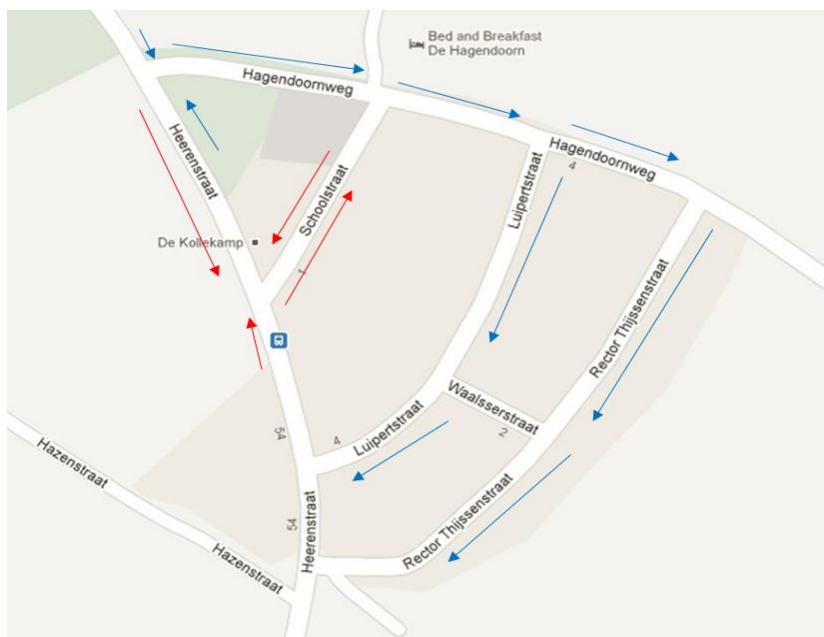 Bed and Breakfast
De Hagendoorn
Hagendoornweg
Hagendoornweg
4
Heerenstraat
Schoolstraat
Luipertstraat
De Kollekamp
1
Rector Thijssenstraat
Waalsserstraat
2
4
Luipertstraat
54
Hazenstraat
54
Heerenstraat
Rector Thijssenstraat
Hazenstraat